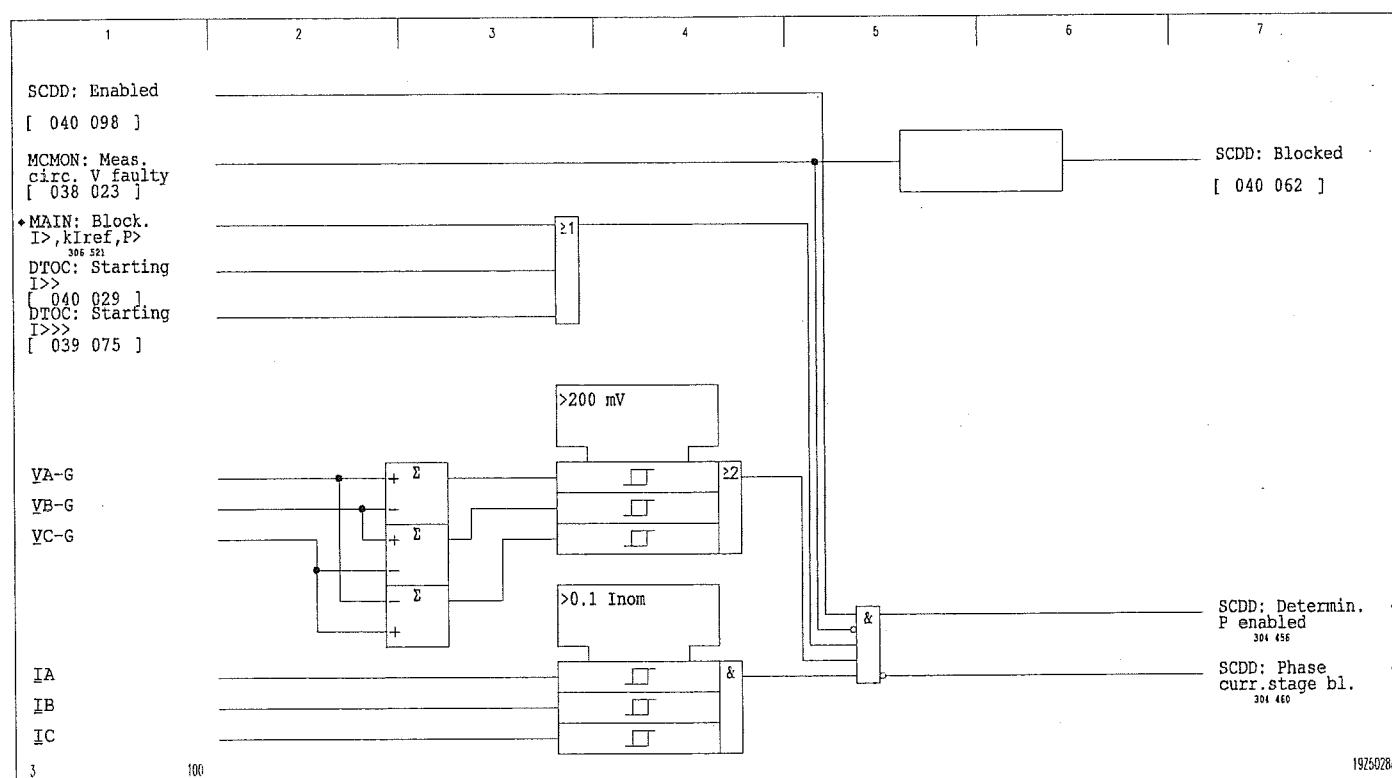 1 2 3 4 5 6 7
SCDD: Enabled
[ 040 098 ]
MCMON: Meas.
circ. V faulty
[ 038 023 ]
SCDD: Blocked
[ 040 062 ]
MAIN: Block.
I>,kIref,P>
306 521
≥1
DTOC: Starting
I>>
[ 040 029 ]
DTOC: Starting
I>>>
[ 039 075 ]
>200 mV
VA-G
+ Σ
≥2
VB-G
-
VC-G
+ Σ
-
- Σ
+
>0.1 Inom
&
SCDD: Determin.
P enabled
304 456
IA
&
SCDD: Phase
curr.stage bl.
304 460
IB
IC
3 100